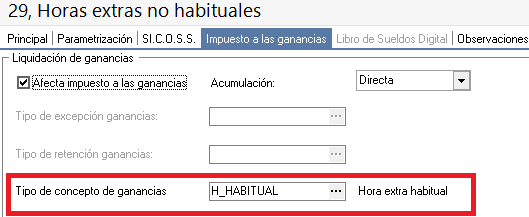 29, Horas extras no habituales
Principal Parametrización S.I.C.O.S.S. Impuesto a las ganancias Libro de Sueldos Digital Observaciones
Liquidación de ganancias
Afecta impuesto a las ganancias Acumulación: Directa
Tipo de excepción ganancias: ...
Tipo de retención ganancias: ...
Tipo de concepto de ganancias H_HABITUAL ... Hora extra habitual